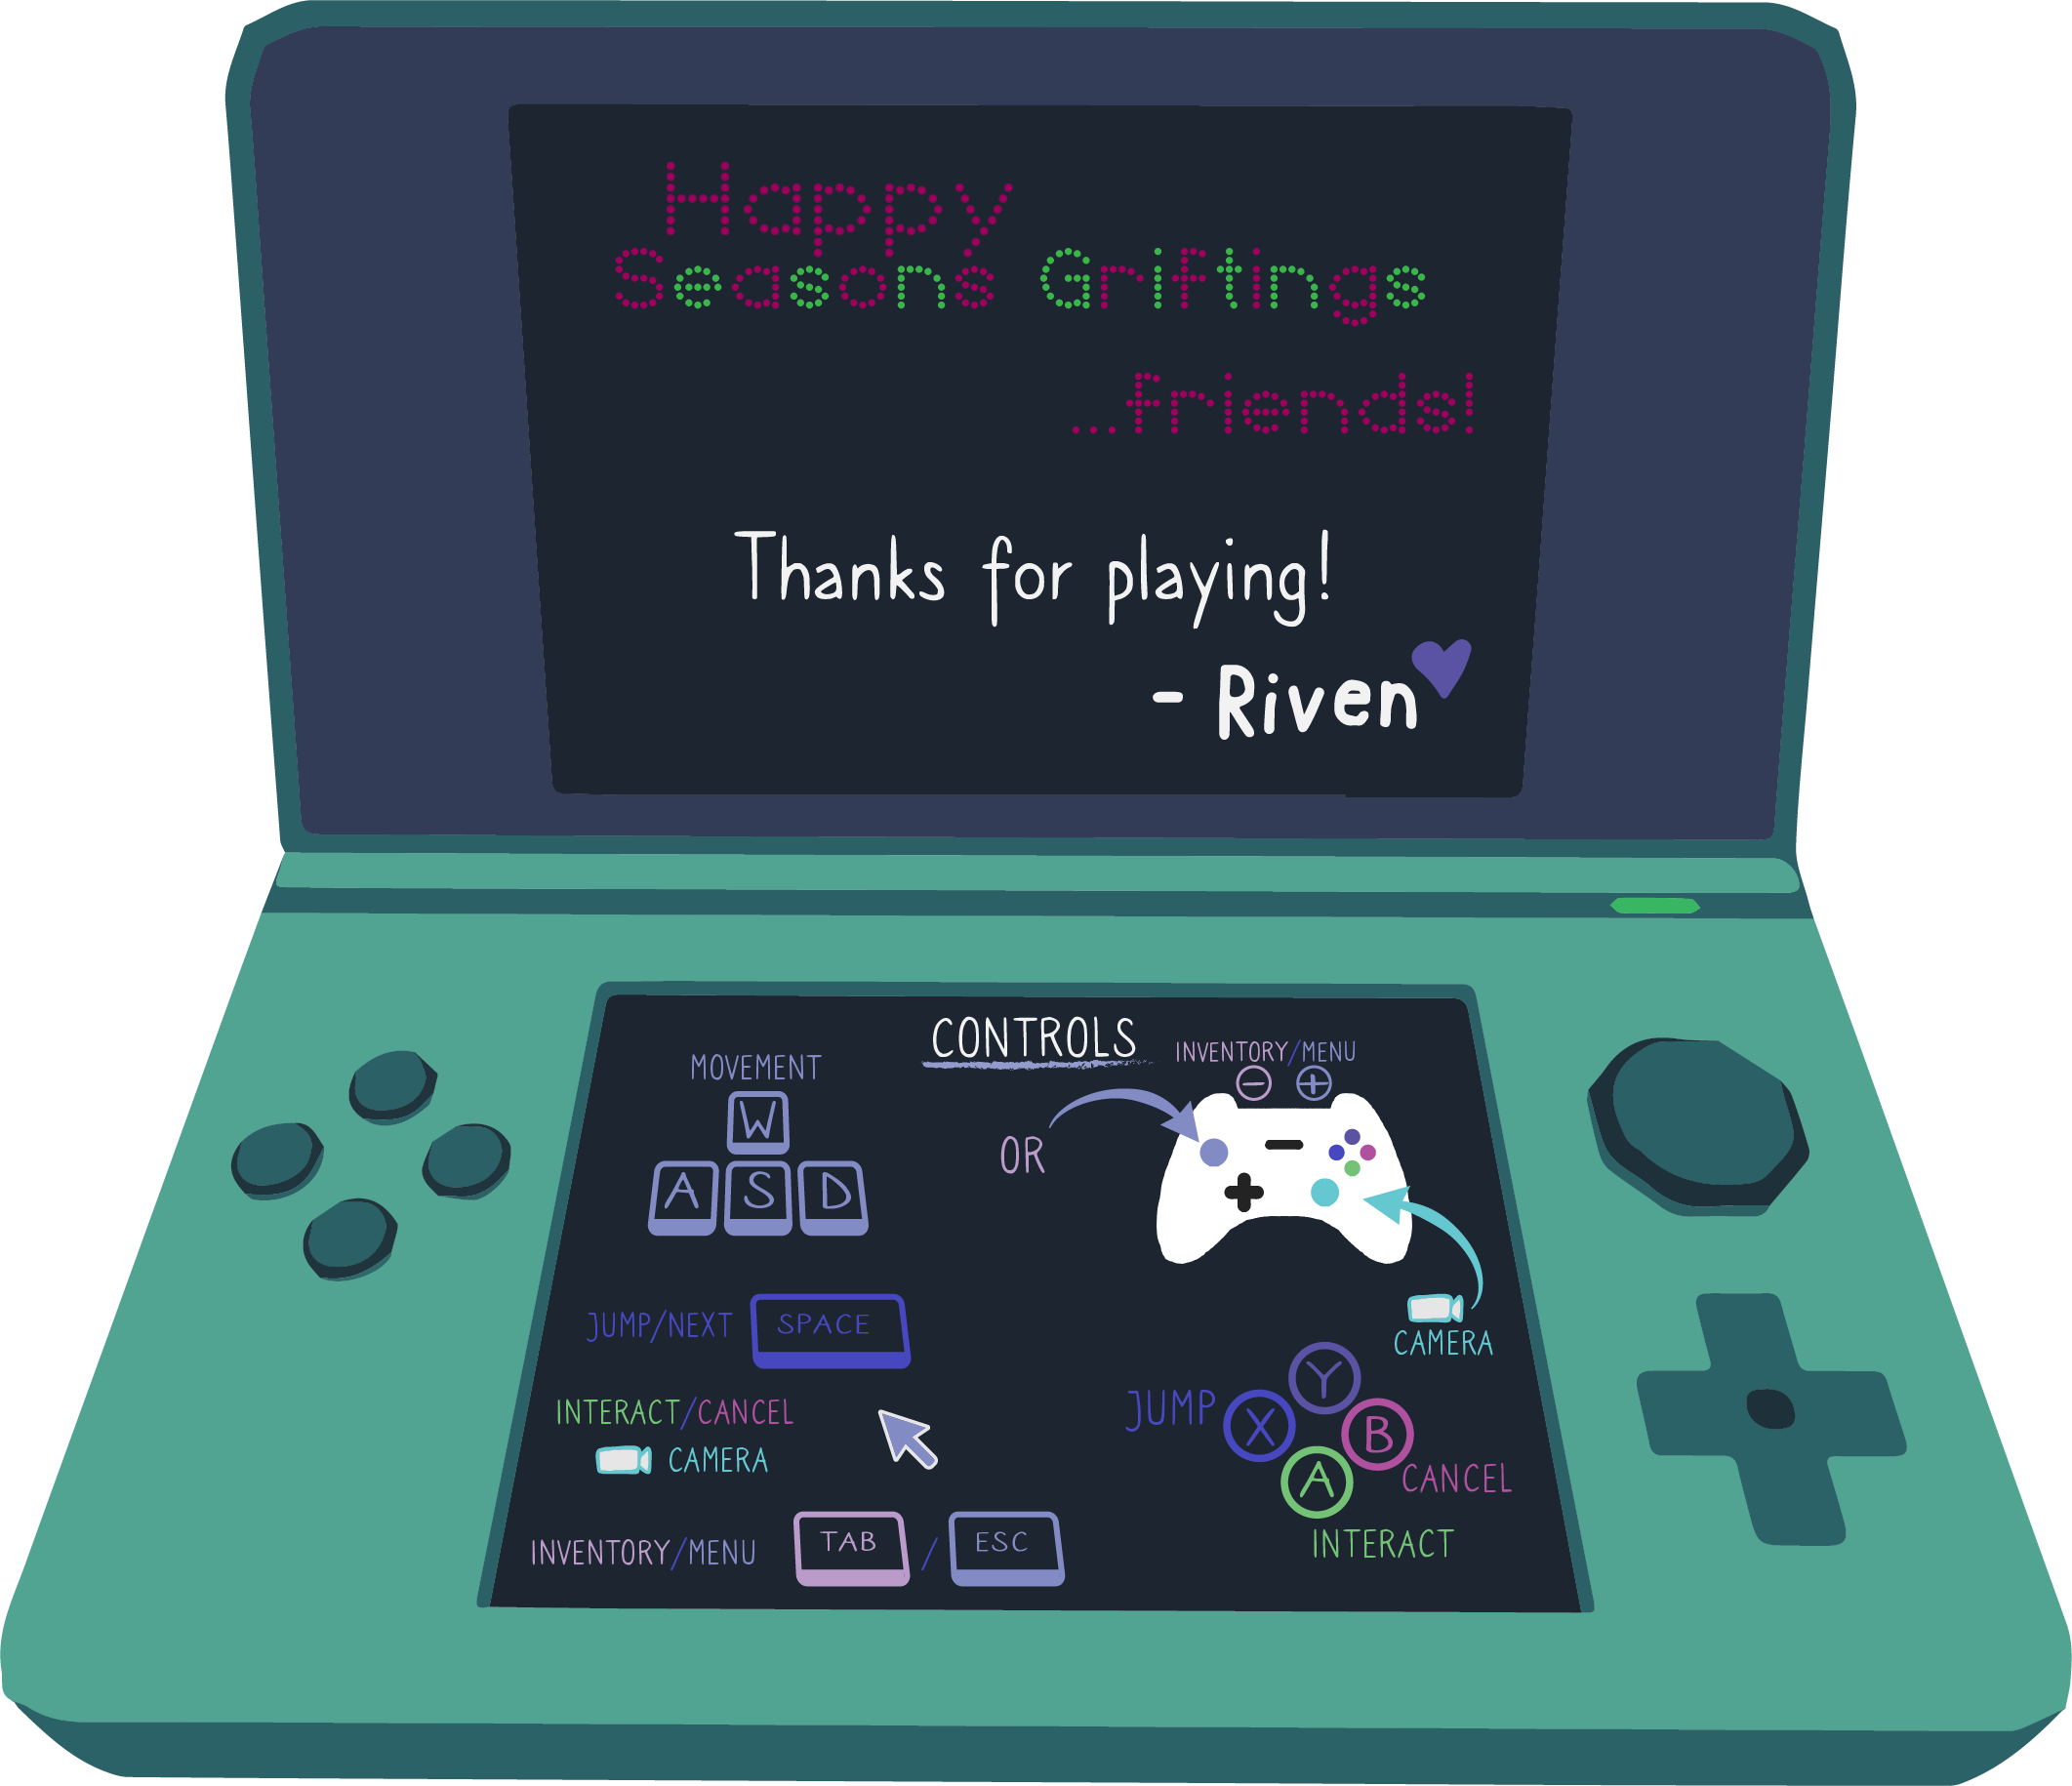 Happy
Seasons Griftings
...friends!
Thanks for playing!
- Riven
CONTROLS
MOVEMENT
W
A S D
OR
INVENTORY/MENU
JUMP/NEXT SPACE
INTERACT/CANCEL
CAMERA
INVENTORY/MENU TAB / ESC
CAMERA
Y
JUMP X
B
CANCEL
A
INTERACT